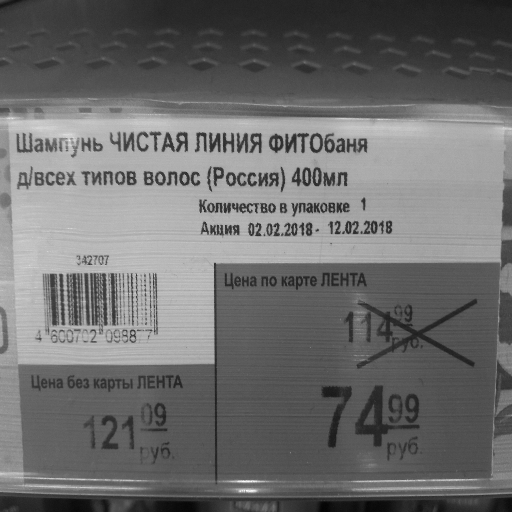 Шампунь ЧИСТАЯ ЛИНИЯ ФИТОбаня
д/всех типов волос (Россия) 400мл
Количество в упаковке 1
Акция 02.02.2018 - 12.02.2018
342707
Цена по карте ЛЕНТА
114 99
руб.
4 600702 098877
Цена без карты ЛЕНТА
121 09
руб.
74 99
руб.